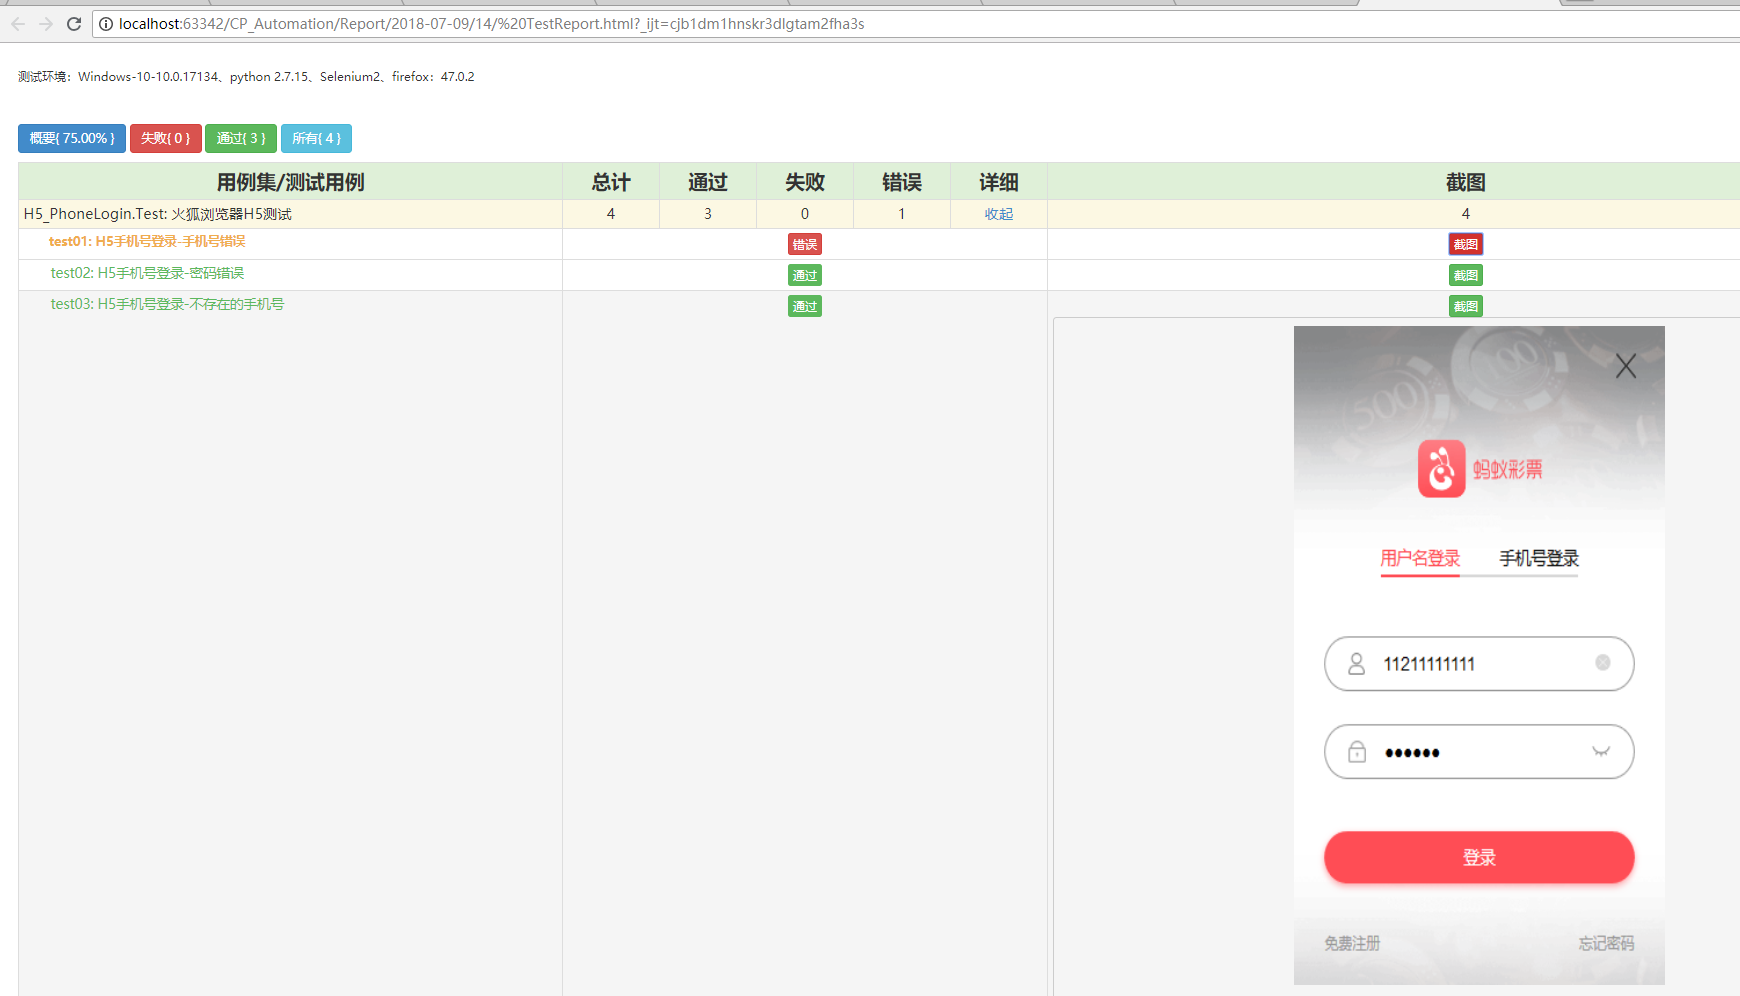 localhost:63342/CP_Automation/Report/2018-07-09/14/%20TestReport.html?_ijt=cjb1dm1hnskr3dlgtam2fha3s
测试环境：Windows-10-10.0.17134、python 2.7.15、Selenium2、firefox：47.0.2
概要{ 75.00% } 失败{ 0 } 通过{ 3 } 所有{ 4 }
用例集/测试用例 总计 通过 失败 错误 详细 截图
H5_PhoneLogin.Test: 火狐浏览器H5测试 4 3 0 1 收起 4
test01: H5手机号登录-手机号错误 错误 截图
test02: H5手机号登录-密码错误 通过 截图
test03: H5手机号登录-不存在的手机号 通过 截图
500 100
蚂蚁彩票
用户名登录 手机号登录
11211111111
••••••
登录
免费注册 忘记密码